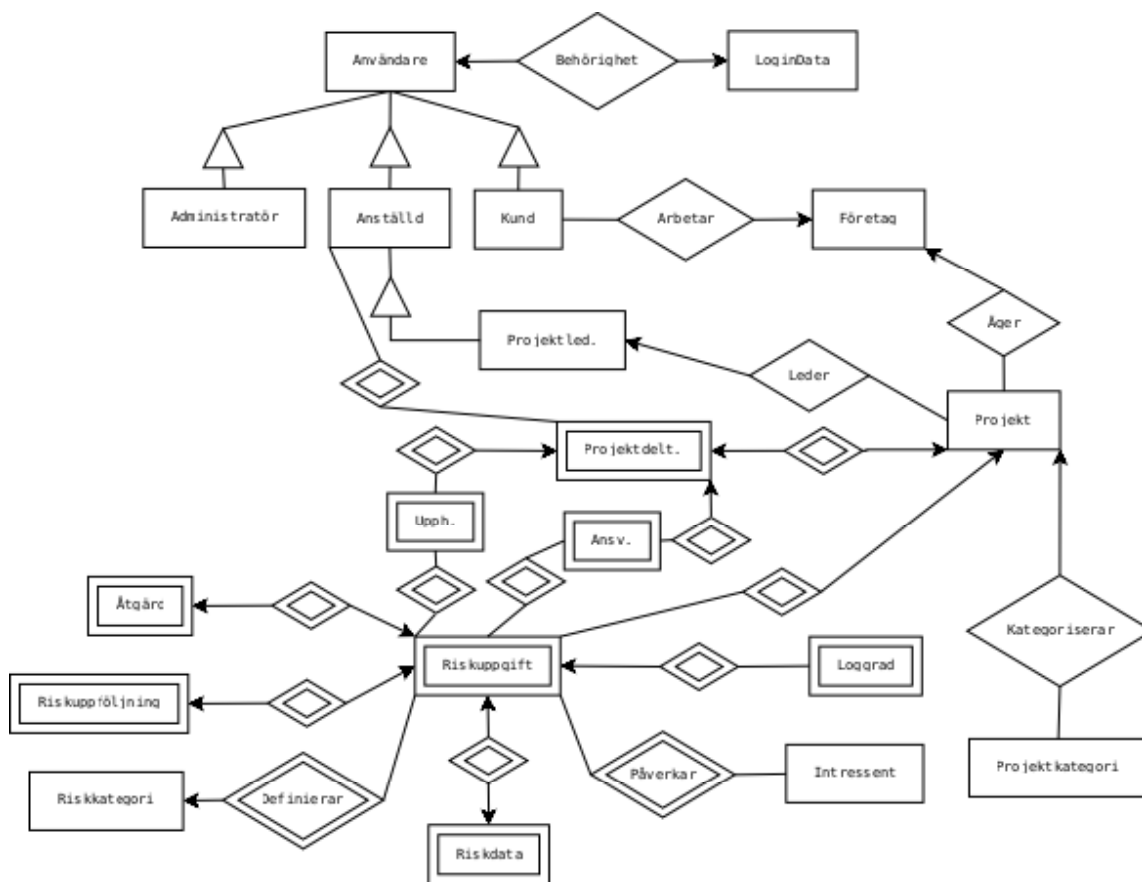 Användare
Behörighet
LoginData
Administratör
Anställd
Kund
Arbetar
Företag
Äger
Projektled.
Leder
Projekt
Projektdelt.
Upph.
Ansv.
Åtgärd
Kategoriserar
Riskuppgift
Loggrad
Riskuppföljning
Påverkar
Intressent
Projektkategori
Riskkategori
Definierar
Riskdata